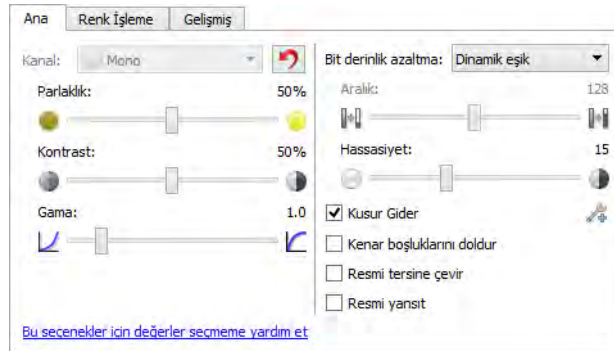 Ana Renk İşleme Gelişmiş
Kanal: Mono
Parlaklık: 50%
Kontrast: 50%
Gama: 1.0
Bu seçenekler için değerler seçmeme yardım et
Bit derinlik azaltma: Dinamik eşik
Aralık: 128
Hassasiyet: 15
Kusur Gider
Kenar boşluklarını doldur
Resmi tersine çevir
Resmi yansıt